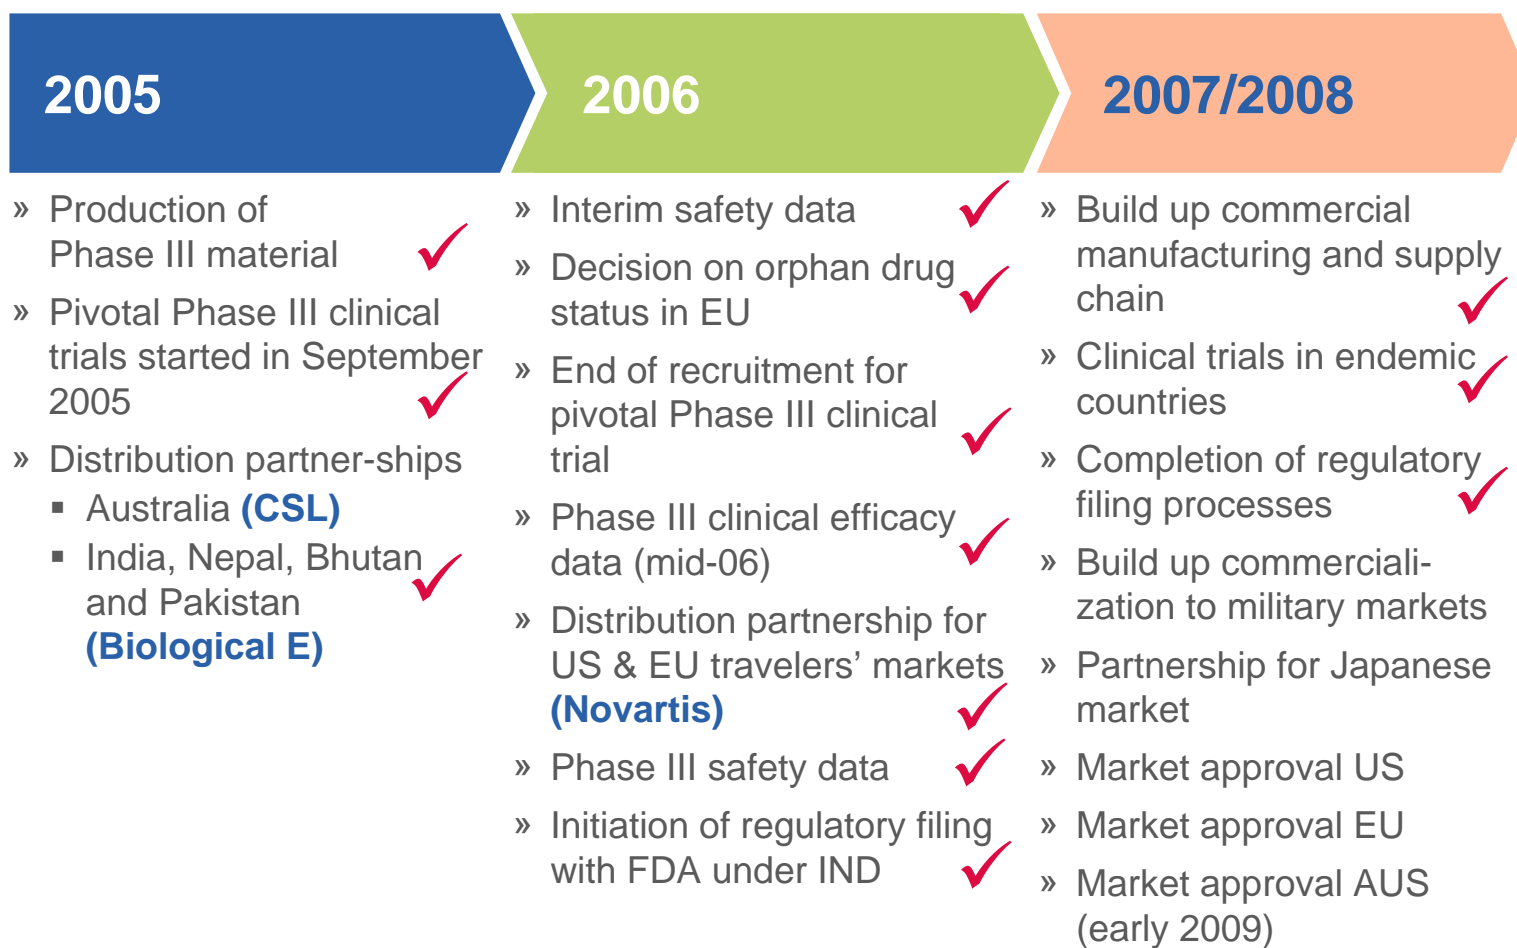 2005
» Production of
Phase III material
» Pivotal Phase III clinical
trials started in September
2005
» Distribution partner-ships
▪ Australia (CSL)
▪ India, Nepal, Bhutan
and Pakistan
(Biological E)
2006
» Interim safety data
» Decision on orphan drug
status in EU
» End of recruitment for
pivotal Phase III clinical
trial
» Phase III clinical efficacy
data (mid-06)
» Distribution partnership for
US & EU travelers’ markets
(Novartis)
» Phase III safety data
» Initiation of regulatory filing
with FDA under IND
2007/2008
» Build up commercial
manufacturing and supply
chain
» Clinical trials in endemic
countries
» Completion of regulatory
filing processes
» Build up commerciali-
zation to military markets
» Partnership for Japanese
market
» Market approval US
» Market approval EU
» Market approval AUS
(early 2009)